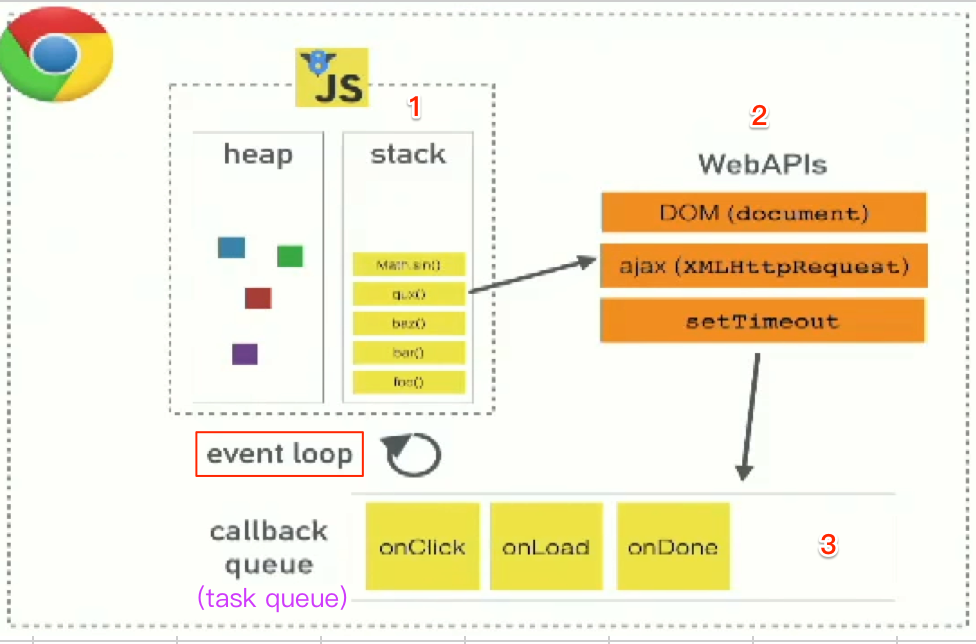 8
JS
1
heap
stack
Math.sin()
qux()
baz()
bar()
foo()
2
WebAPIs
DOM (document)
ajax (XMLHttpRequest)
setTimeout
event loop
callback
queue
(task queue)
onClick
onLoad
onDone
3